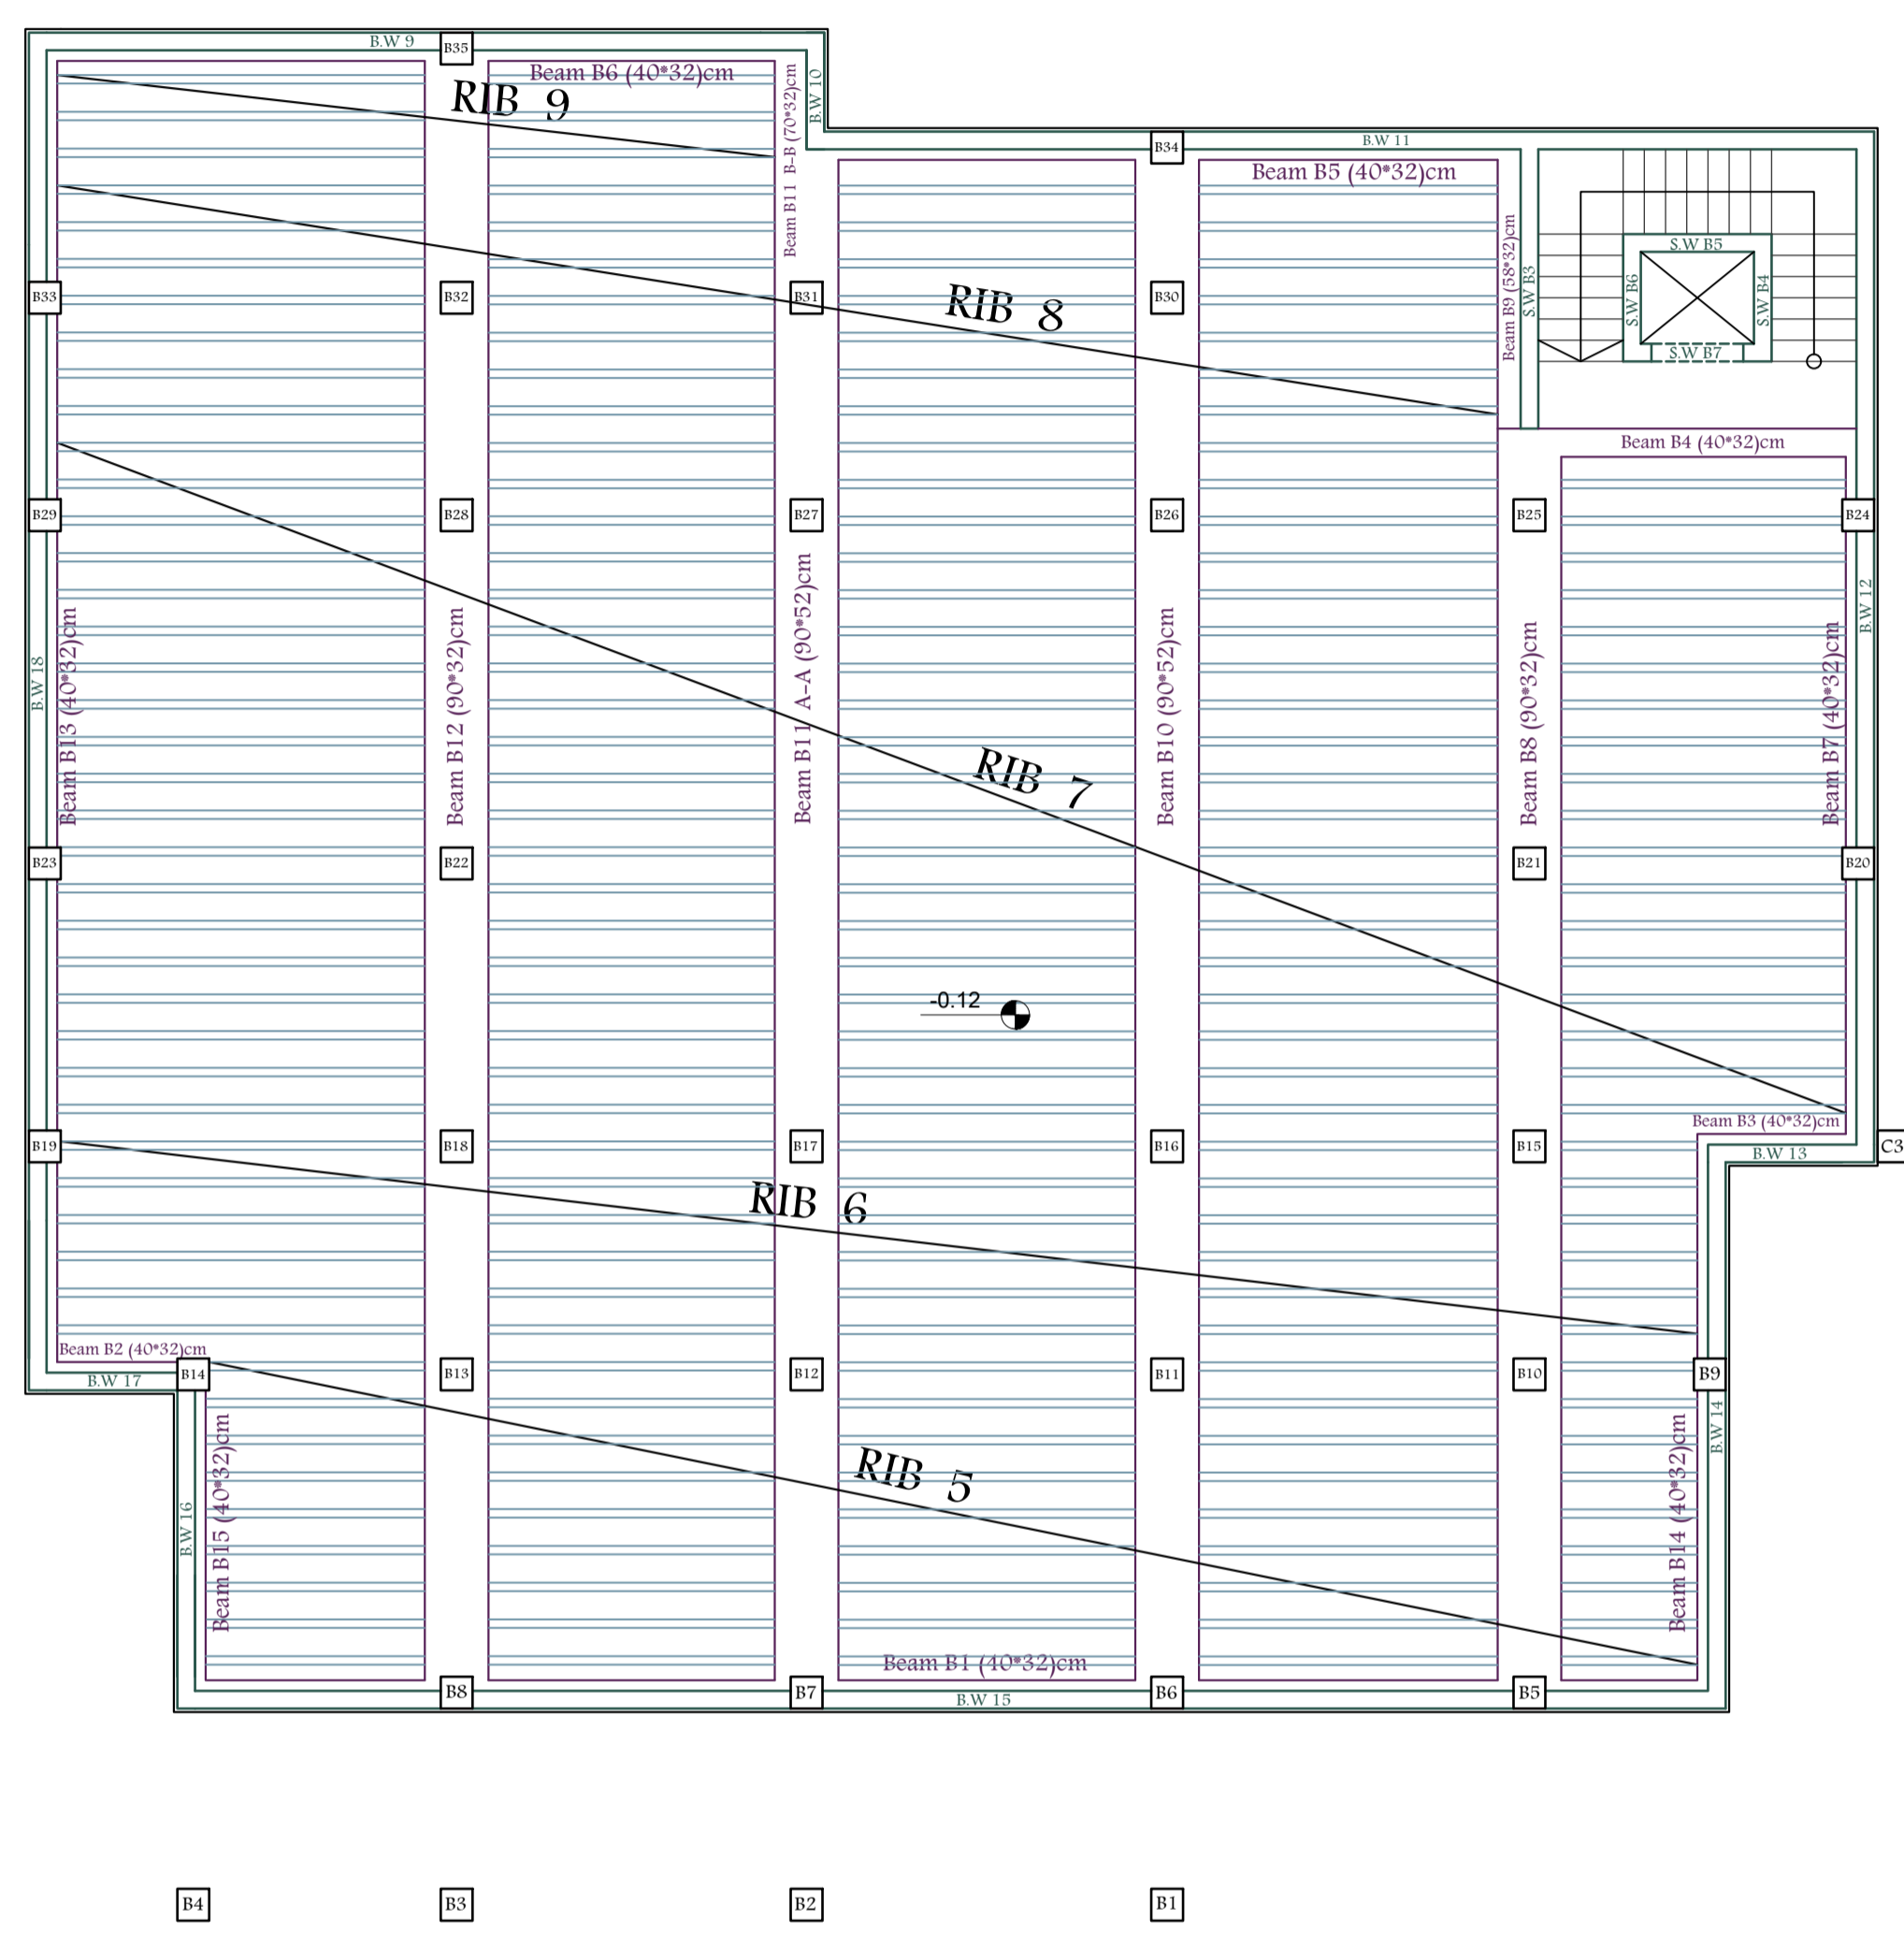 B.W 9
B35
Beam B6 (40*32)cm
RIB 9
Beam B11 B-B (70*32)cm
B.W 10
B34
B.W 11
Beam B5 (40*32)cm
Beam B9 (58*32)cm
S.W B3
S.W B5
S.W B6
S.W B4
S.W B7
B33
B32
B31
B30
RIB 8
Beam B4 (40*32)cm
B29
B28
B27
B26
B25
B24
B.W 18
Beam B13 (40*32)cm
Beam B12 (90*32)cm
Beam B11 A-A (90*52)cm
Beam B10 (90*52)cm
Beam B8 (90*32)cm
Beam B7 (40*32)cm
B.W 12
RIB 7
B23
B22
B21
B20
-0.12
Beam B3 (40*32)cm
B19
B18
B17
B16
B15
B.W 13
C3
RIB 6
Beam B2 (40*32)cm
B.W 17
B14
B13
B12
B11
B10
B9
B.W 14
RIB 5
B.W 16
Beam B15 (40*32)cm
Beam B14 (40*32)cm
Beam B1 (40*32)cm
B8
B7
B.W 15
B6
B5
B4
B3
B2
B1